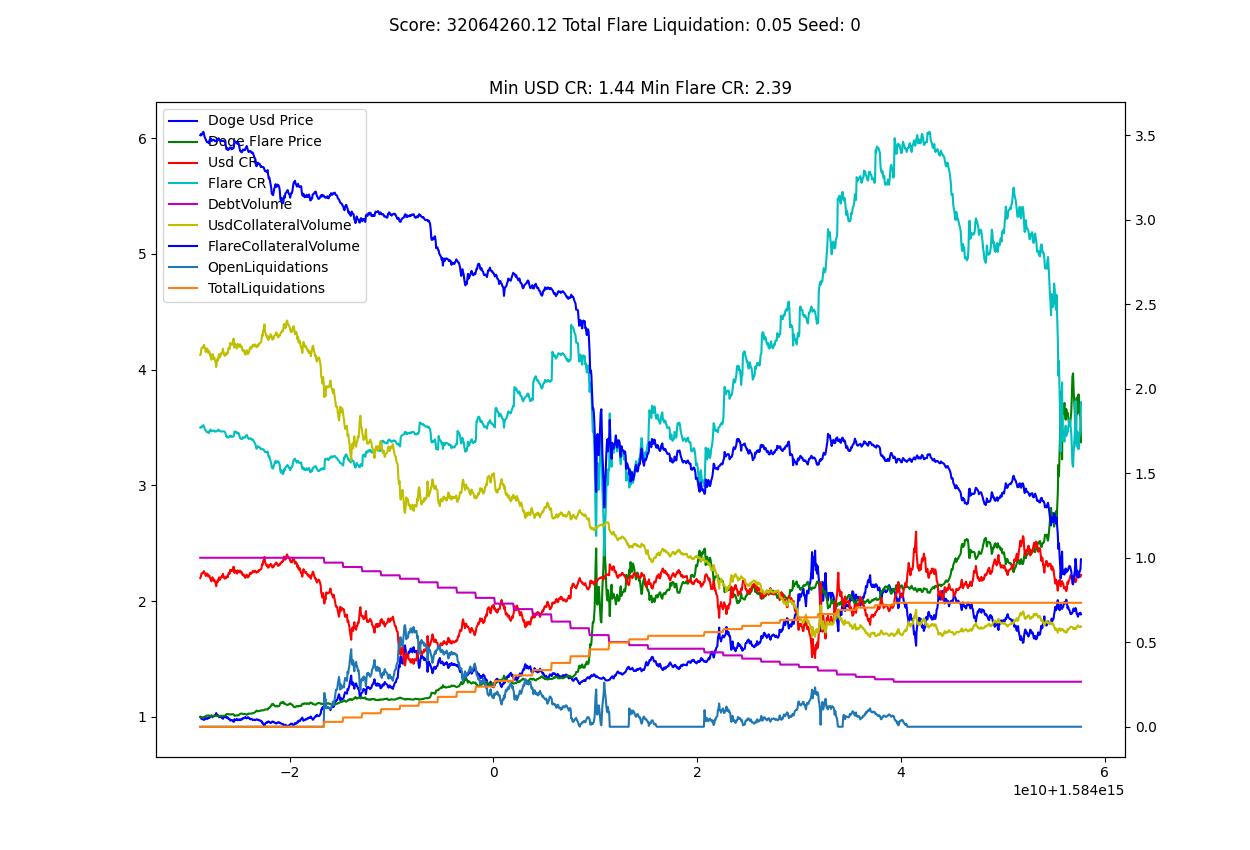 Score: 32064260.12 Total Flare Liquidation: 0.05 Seed: 0
Min USD CR: 1.44 Min Flare CR: 2.39
Doge Usd Price
Doge Flare Price
Usd CR
Flare CR
DebtVolume
UsdCollateralVolume
FlareCollateralVolume
OpenLiquidations
TotalLiquidations
6
5
4
3
2
1
3.5
3.0
2.5
2.0
1.5
1.0
0.5
0.0
−2
0
2
4
6
1e10+1.584e15